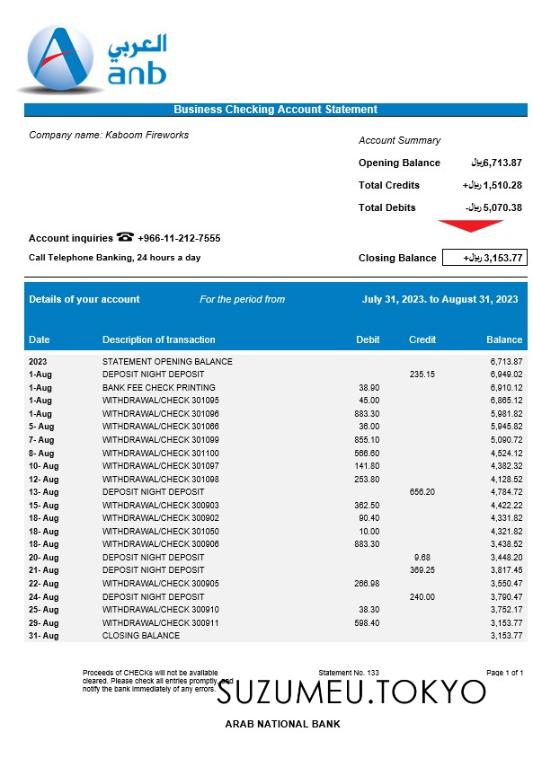 العربي
anb
Business Checking Account Statement
Company name: Kaboom Fireworks
Account Summary
Opening Balance ﷼6,713.87
Total Credits +﷼1,510.28
Total Debits -﷼5,070.38
Account inquiries ☎ +966-11-212-7555
Call Telephone Banking, 24 hours a day
Closing Balance +﷼3,153.77
Details of your account For the period from July 31, 2023. to August 31, 2023
Date Description of transaction Debit Credit Balance
2023 STATEMENT OPENING BALANCE 6,713.87
1-Aug DEPOSIT NIGHT DEPOSIT 235.15 6,949.02
1-Aug BANK FEE CHECK PRINTING 38.90 6,910.12
1-Aug WITHDRAWAL/CHECK 301095 45.00 6,865.12
1-Aug WITHDRAWAL/CHECK 301096 883.30 5,981.82
5- Aug WITHDRAWAL/CHECK 301066 36.00 5,945.82
7- Aug WITHDRAWAL/CHECK 301099 855.10 5,090.72
8- Aug WITHDRAWAL/CHECK 301100 566.60 4,524.12
10- Aug WITHDRAWAL/CHECK 301097 141.80 4,382.32
12- Aug WITHDRAWAL/CHECK 301098 253.80 4,128.52
13- Aug DEPOSIT NIGHT DEPOSIT 656.20 4,784.72
15- Aug WITHDRAWAL/CHECK 300903 362.50 4,422.22
18- Aug WITHDRAWAL/CHECK 300902 90.40 4,331.82
18- Aug WITHDRAWAL/CHECK 301050 10.00 4,321.82
18- Aug WITHDRAWAL/CHECK 300906 883.30 3,438.52
20- Aug DEPOSIT NIGHT DEPOSIT 9.68 3,448.20
21- Aug DEPOSIT NIGHT DEPOSIT 369.25 3,817.45
22- Aug WITHDRAWAL/CHECK 300905 266.98 3,550.47
24- Aug DEPOSIT NIGHT DEPOSIT 240.00 3,790.47
25- Aug WITHDRAWAL/CHECK 300910 38.30 3,752.17
29- Aug WITHDRAWAL/CHECK 300911 598.40 3,153.77
31- Aug CLOSING BALANCE 3,153.77
Proceeds of CHECKs will not be available Statement No. 133 Page 1 of 1
cleared. Please check all entries promptly, and
notify the bank immediately of any errors.
SUZUMEU.TOKYO
ARAB NATIONAL BANK